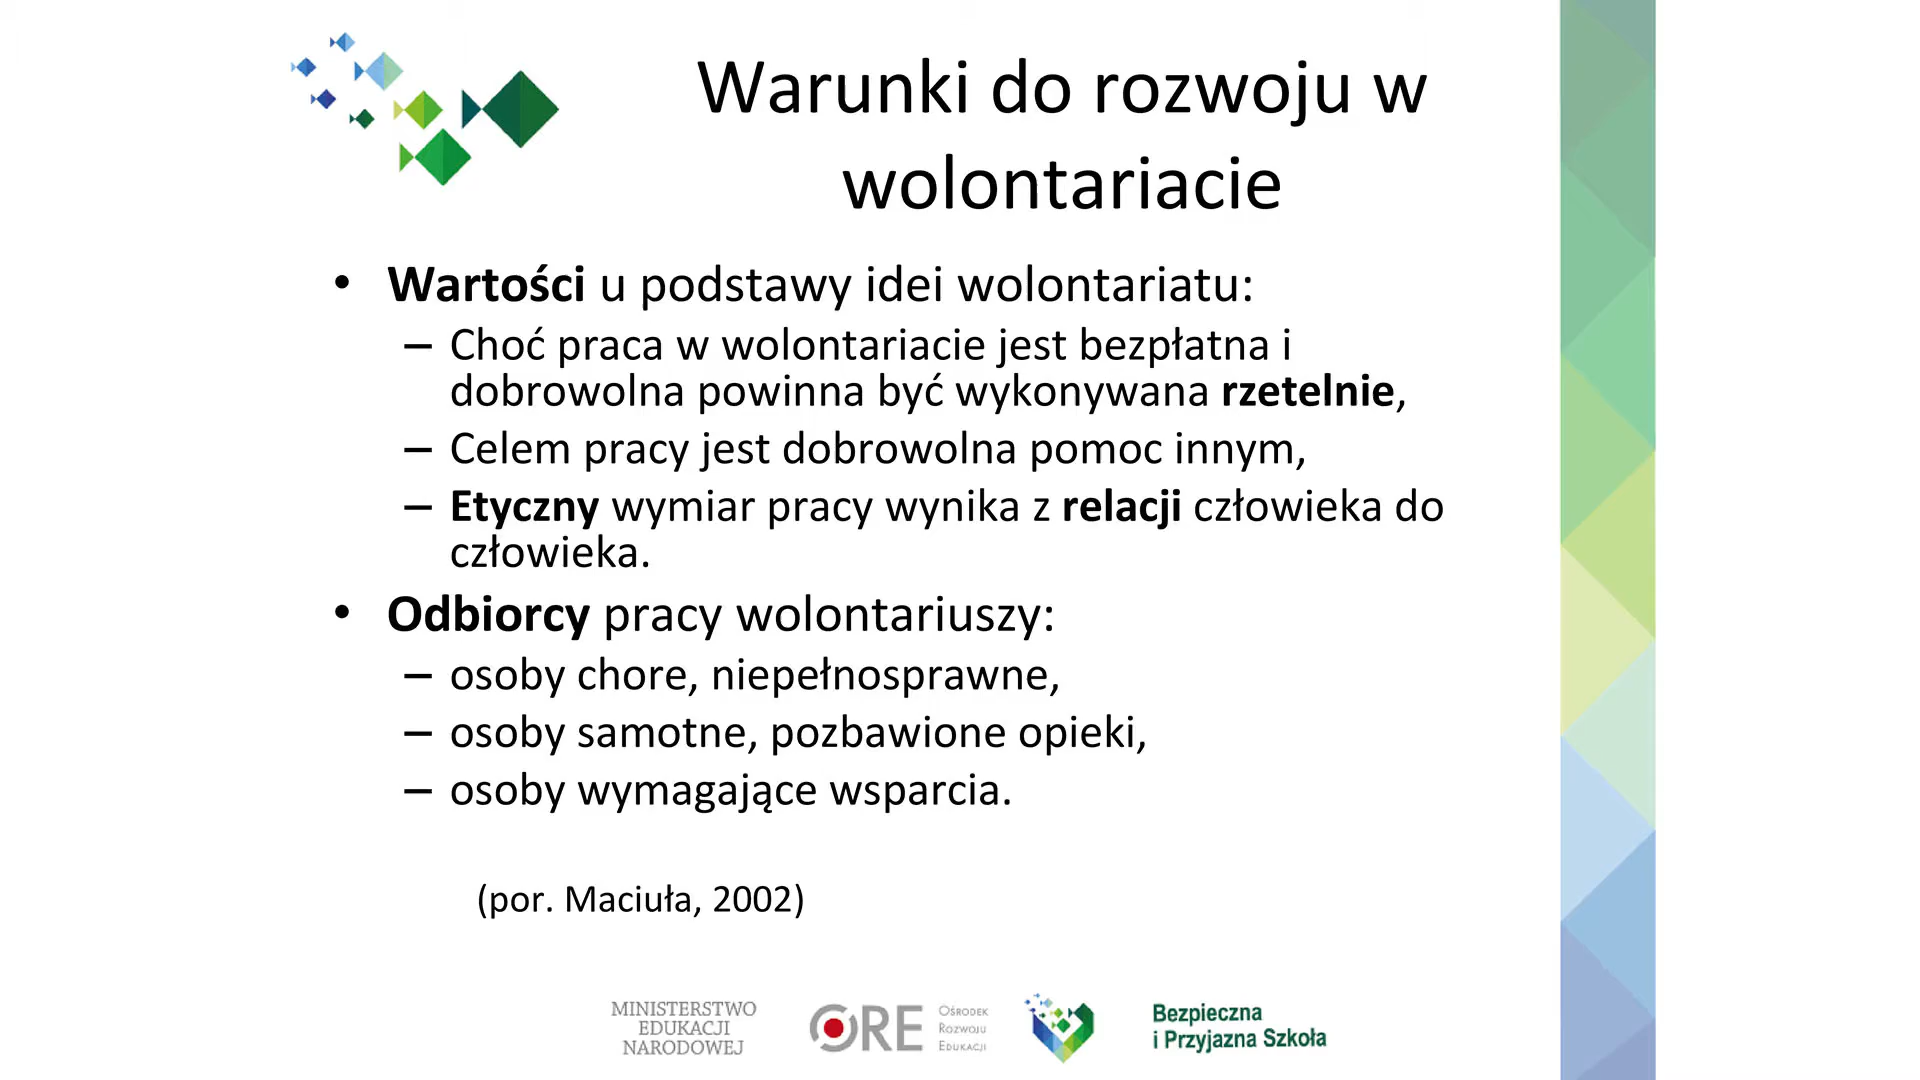 Warunki do rozwoju w
wolontariacie
• Wartości u podstawy idei wolontariatu:
– Choć praca w wolontariacie jest bezpłatna i
dobrowolna powinna być wykonywana rzetelnie,
– Celem pracy jest dobrowolna pomoc innym,
– Etyczny wymiar pracy wynika z relacji człowieka do
człowieka.
• Odbiorcy pracy wolontariuszy:
– osoby chore, niepełnosprawne,
– osoby samotne, pozbawione opieki,
– osoby wymagające wsparcia.
(por. Maciuła, 2002)
MINISTERSTWO
EDUKACJI
NARODOWEJ
ORE
Ośrodek
Rozwoju
Edukacji
Bezpieczna
i Przyjazna Szkoła